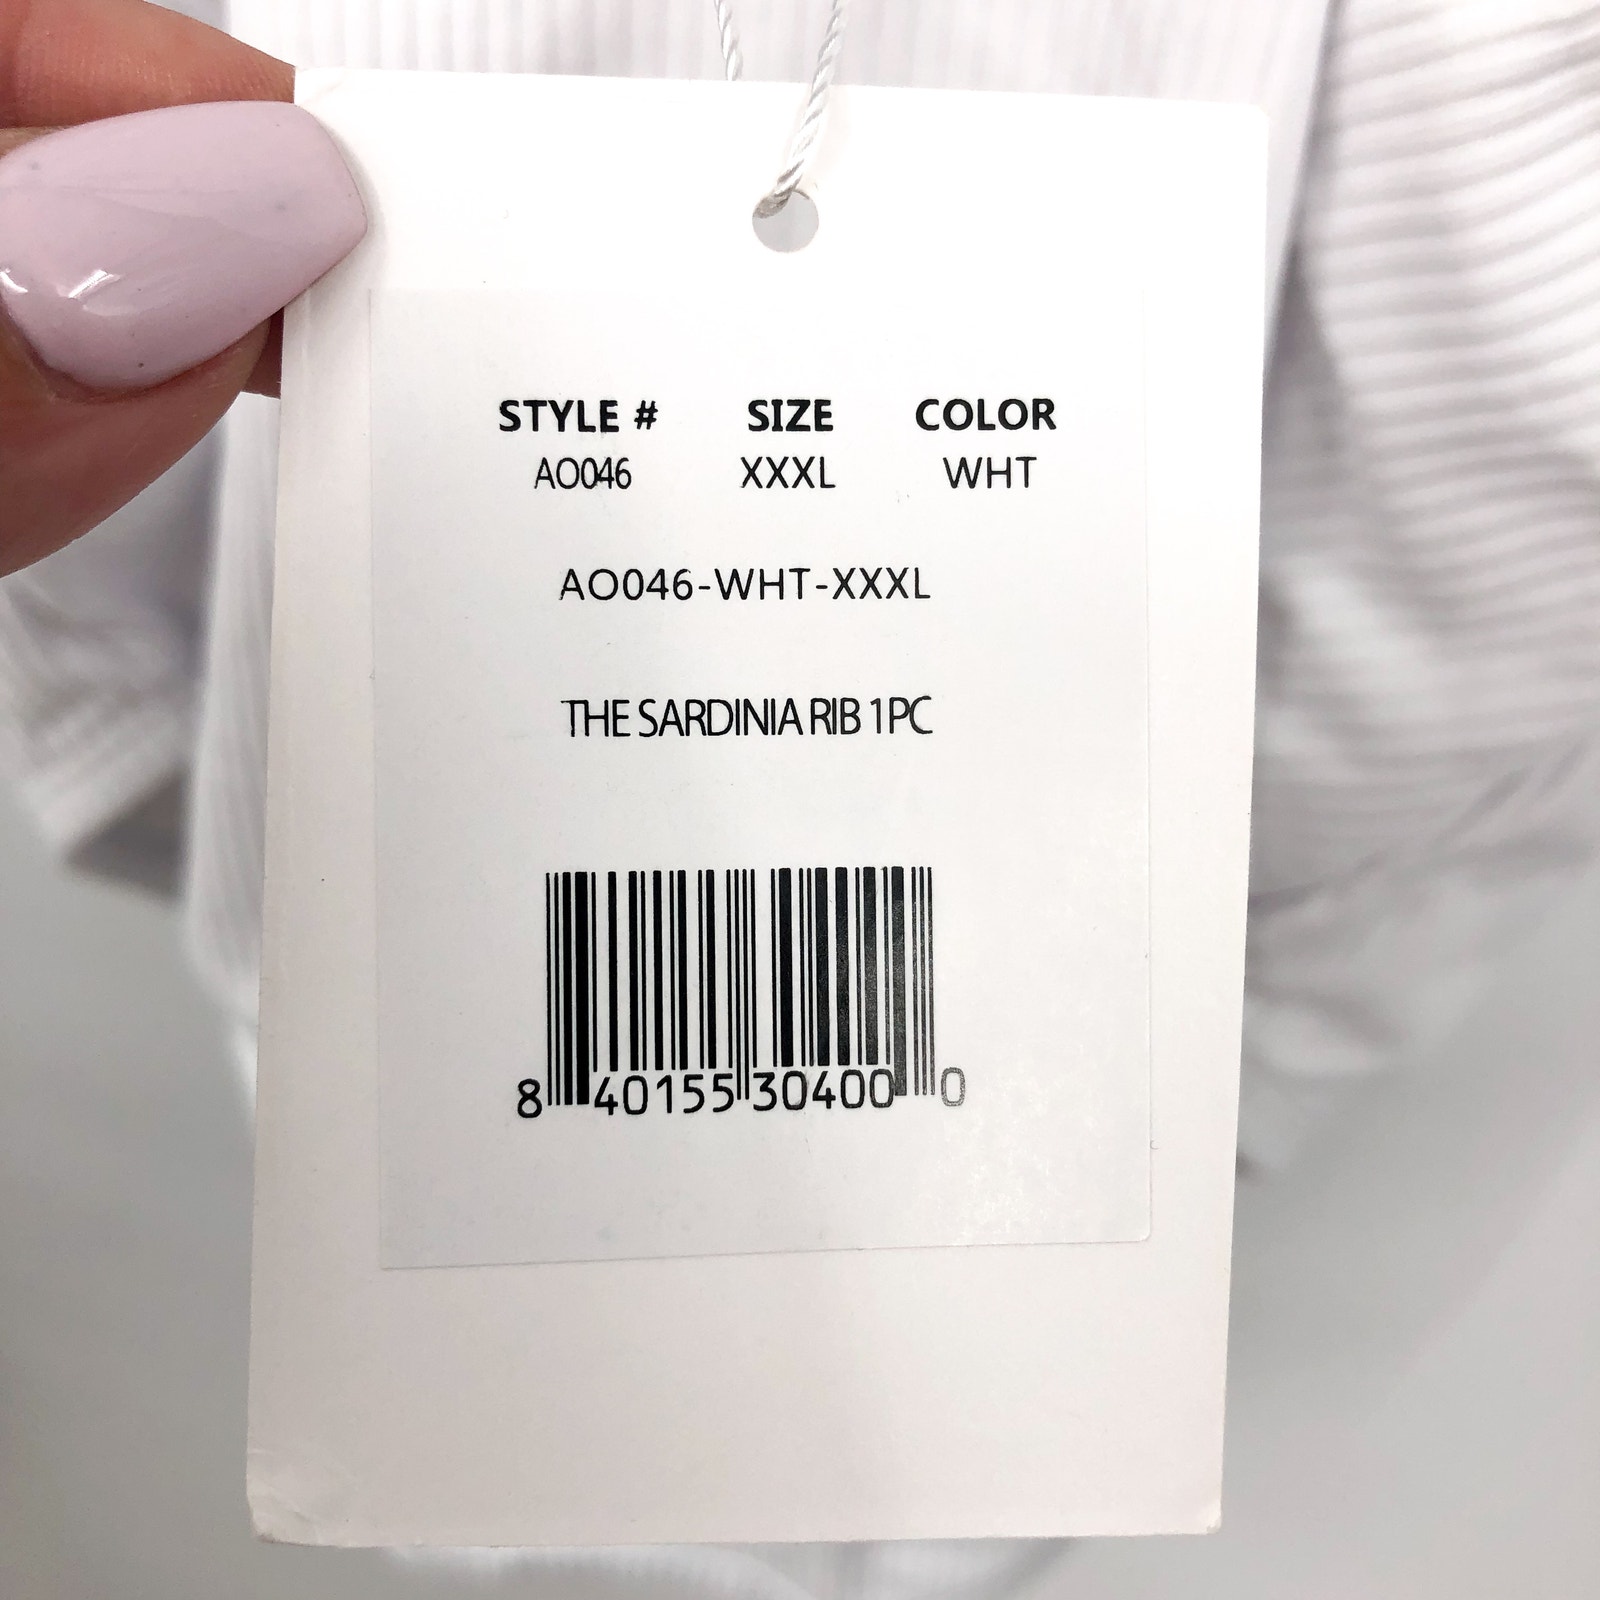 STYLE # SIZE COLOR
AO046 XXXL WHT
AO046-WHT-XXXL
THE SARDINIA RIB 1PC
8 40155 30400 0